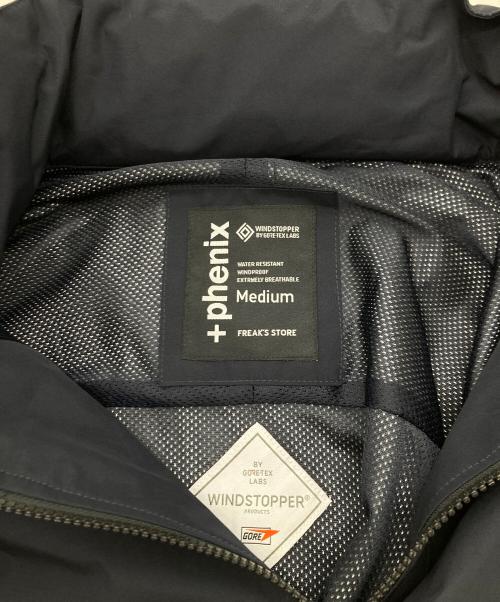 +phenix
WINDSTOPPER
BY GORE-TEX LABS
WATER RESISTANT
WINDPROOF
EXTRMELY BREATHABLE
Medium
FREAK'S STORE
BY
GORE-TEX
LABS
WINDSTOPPER®
PRODUCTS
GORE